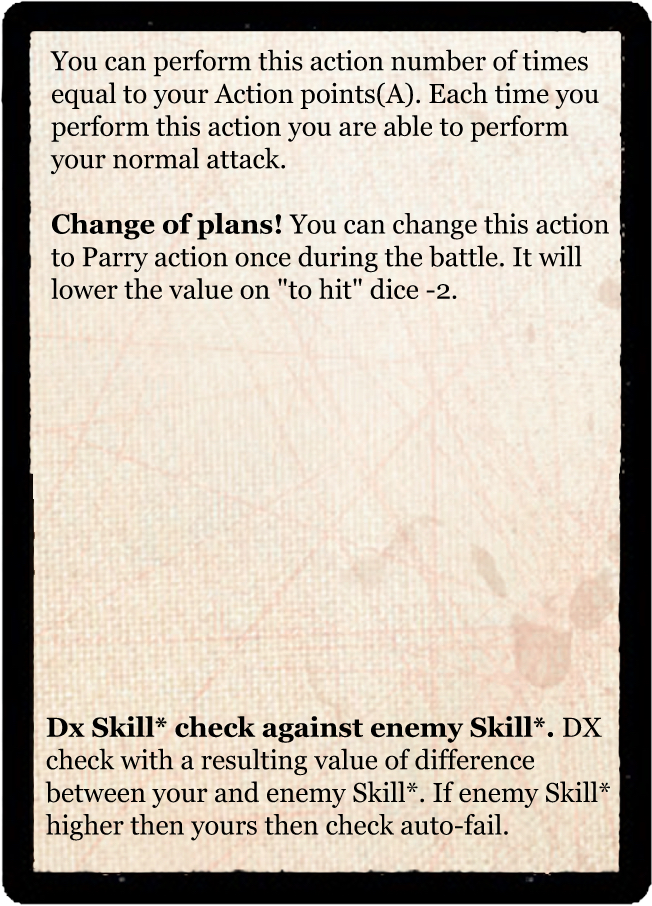 You can perform this action number of times
equal to your Action points(A). Each time you
perform this action you are able to perform
your normal attack.
Change of plans! You can change this action
to Parry action once during the battle. It will
lower the value on "to hit" dice -2.
Dx Skill* check against enemy Skill*. DX
check with a resulting value of difference
between your and enemy Skill*. If enemy Skill*
higher then yours then check auto-fail.